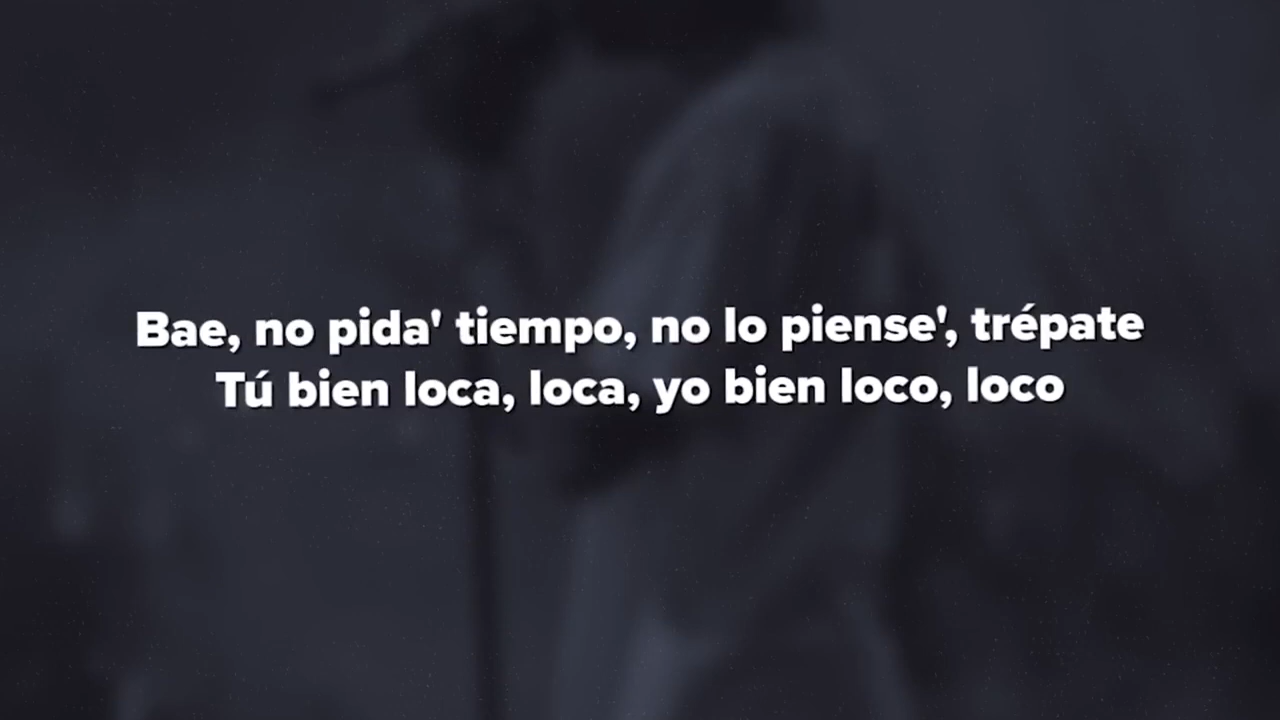 Bae, no pida' tiempo, no lo piense', trépate
Tú bien loca, loca, yo bien loco, loco